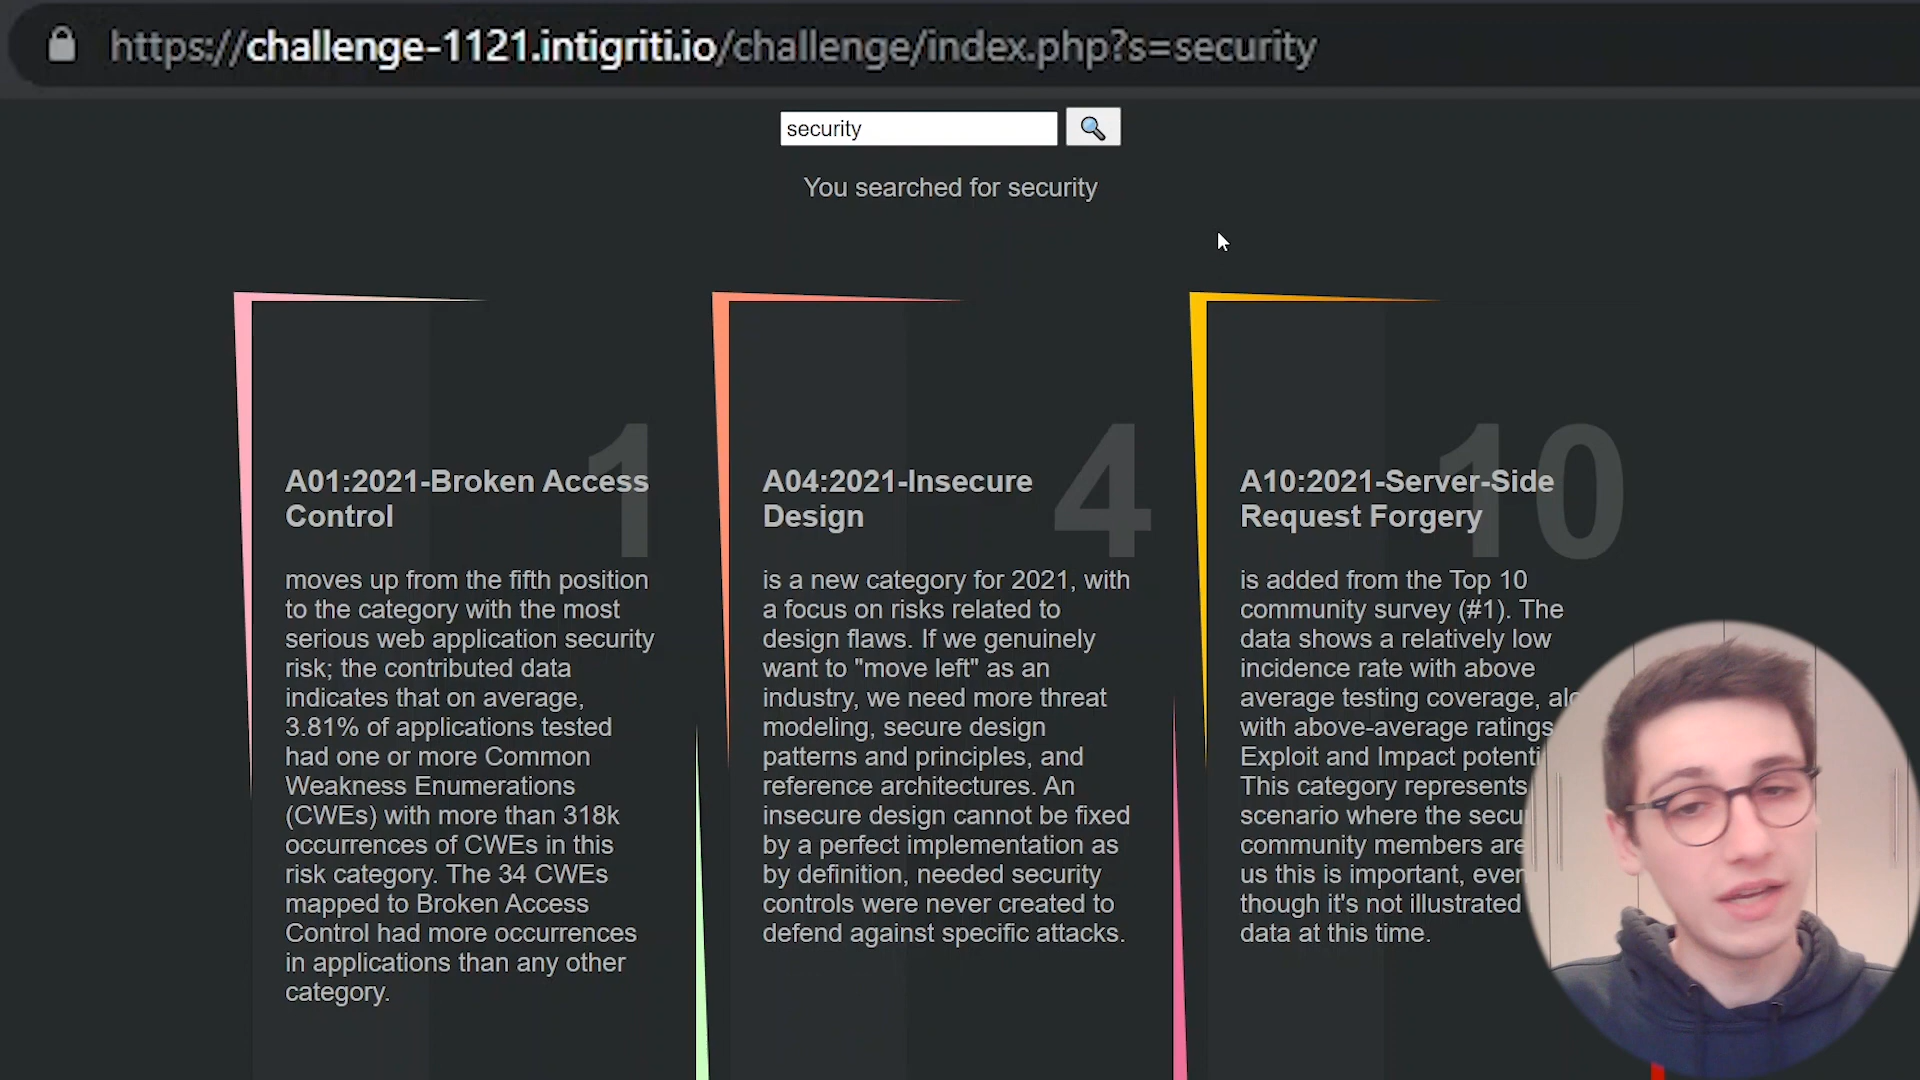 https://challenge-1121.intigriti.io/challenge/index.php?s=security
security
You searched for security
1
A01:2021-Broken Access
Control
moves up from the fifth position
to the category with the most
serious web application security
risk; the contributed data
indicates that on average,
3.81% of applications tested
had one or more Common
Weakness Enumerations
(CWEs) with more than 318k
occurrences of CWEs in this
risk category. The 34 CWEs
mapped to Broken Access
Control had more occurrences
in applications than any other
category.
4
A04:2021-Insecure
Design
is a new category for 2021, with
a focus on risks related to
design flaws. If we genuinely
want to "move left" as an
industry, we need more threat
modeling, secure design
patterns and principles, and
reference architectures. An
insecure design cannot be fixed
by a perfect implementation as
by definition, needed security
controls were never created to
defend against specific attacks.
10
A10:2021-Server-Side
Request Forgery
is added from the Top 10
community survey (#1). The
data shows a relatively low
incidence rate with above
average testing coverage,
with above-average ratings
Exploit and Impact
This category represents
scenario where the
community members are
us this is important,
though it's not illustrated
data at this time.